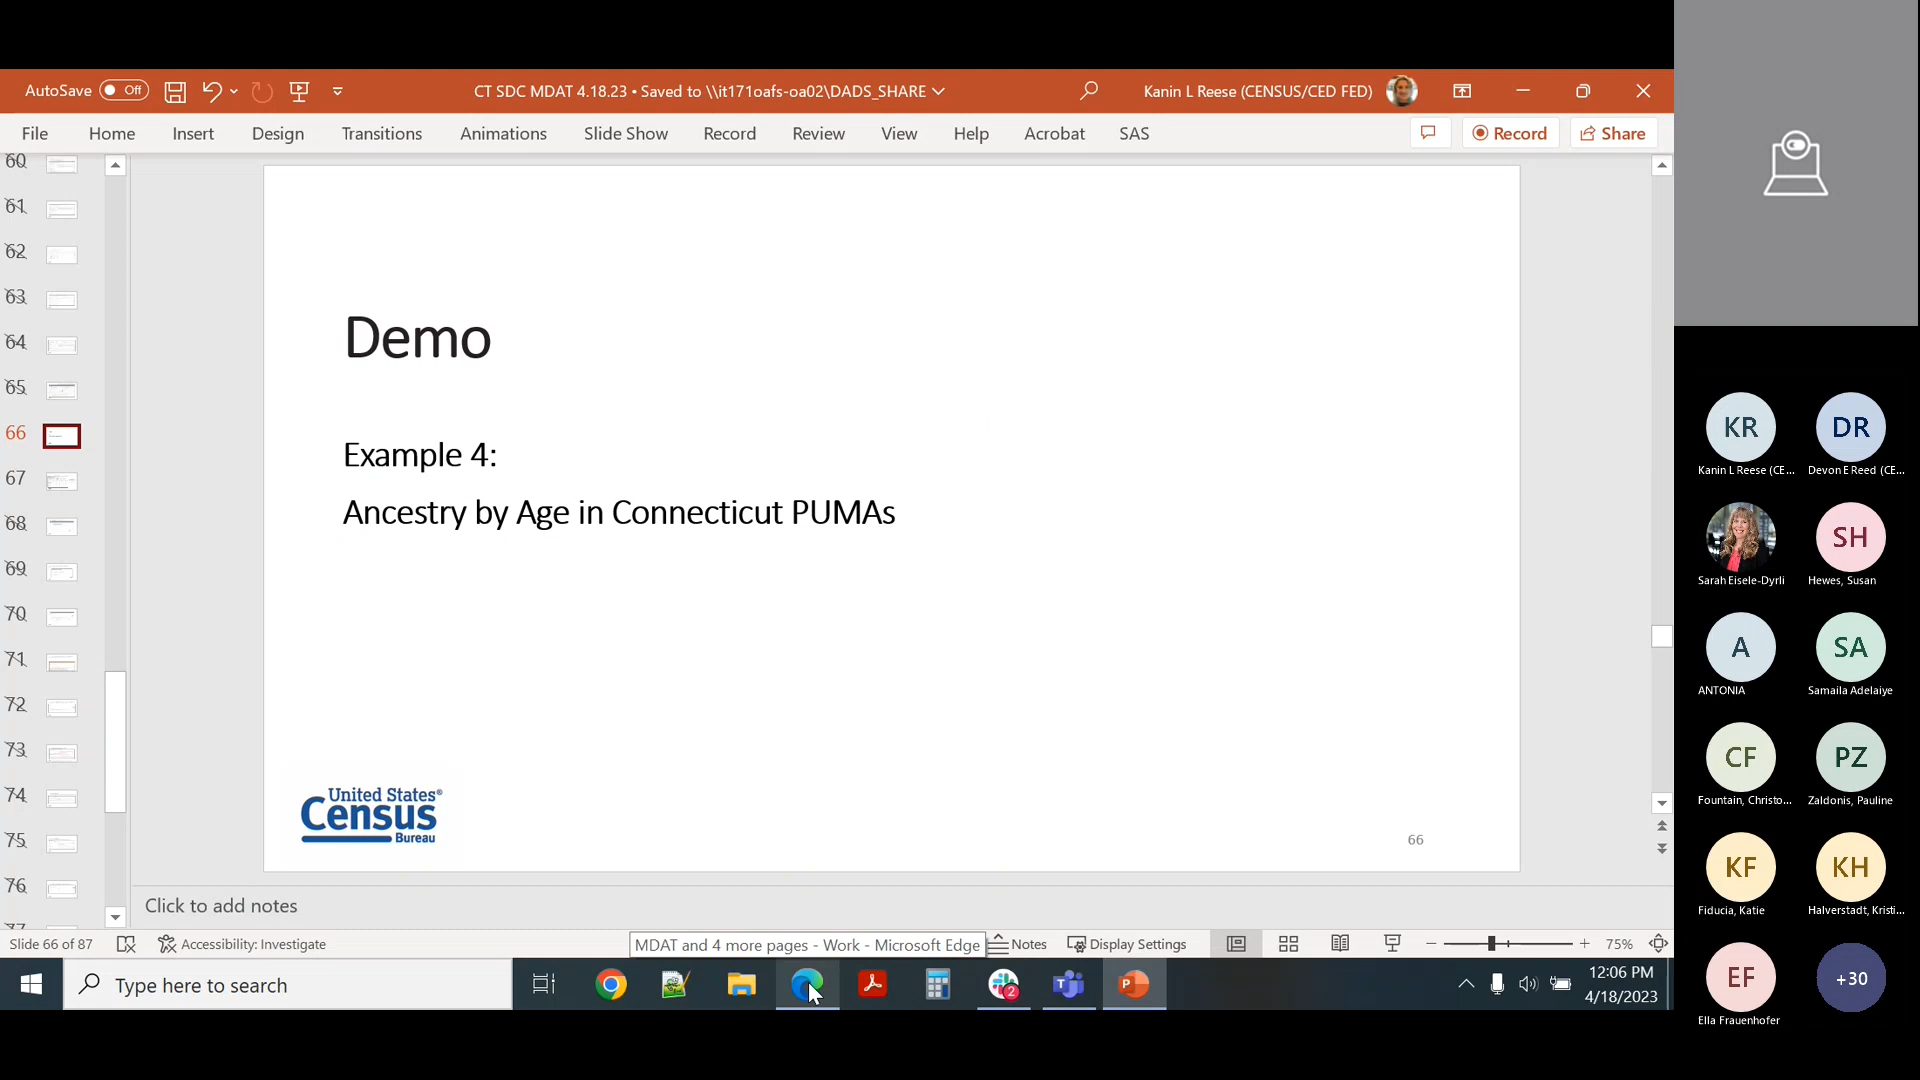 AutoSave Off
CT SDC MDAT 4.18.23 • Saved to \\it171oafs-oa02\DADS_SHARE
Kanin L Reese (CENSUS/CED FED)
File Home Insert Design Transitions Animations Slide Show Record Review View Help Acrobat SAS
Record Share
60
61
62
63
64
65
66
67
68
69
70
71
72
73
74
75
76
Demo
Example 4:
Ancestry by Age in Connecticut PUMAs
United States®
Census
Bureau
66
Click to add notes
Slide 66 of 87
Accessibility: Investigate
MDAT and 4 more pages - Work - Microsoft Edge
Notes
Display Settings
75%
Type here to search
2
12:06 PM
4/18/2023
KR
Kanin L Reese (CE...
DR
Devon E Reed (CE...
Sarah Eisele-Dyrli
SH
Hewes, Susan
A
ANTONIA
SA
Samaila Adelaiye
CF
Fountain, Christo...
PZ
Zaldonis, Pauline
KF
Fiducia, Katie
KH
Halverstadt, Kristi...
EF
Ella Frauenhofer
+30